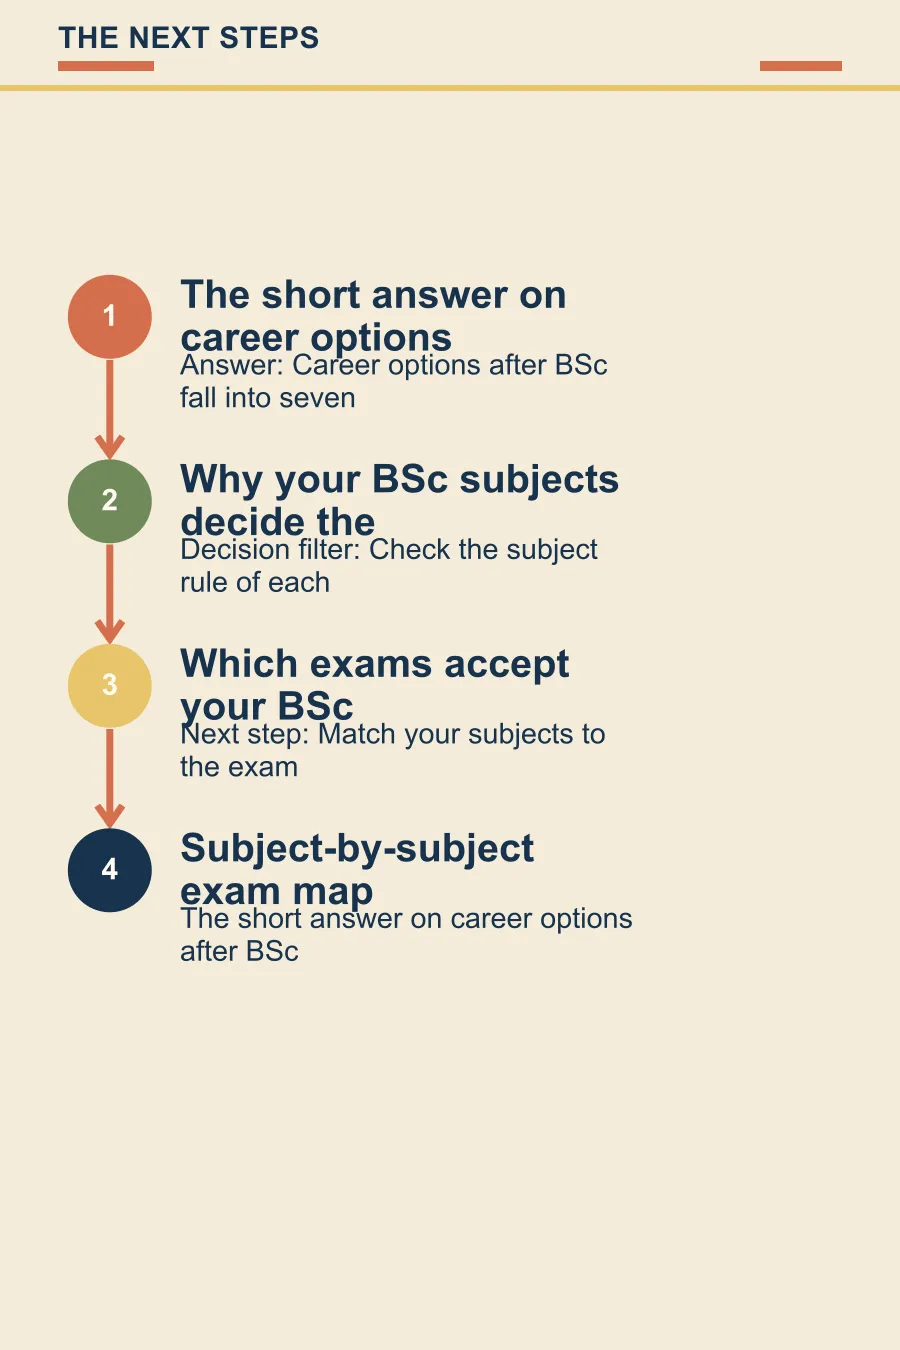 THE NEXT STEPS
1
The short answer on
career options
Answer: Career options after BSc
fall into seven
2
Why your BSc subjects
decide the
Decision filter: Check the subject
rule of each
3
Which exams accept
your BSc
Next step: Match your subjects to
the exam
4
Subject-by-subject
exam map
The short answer on career options
after BSc